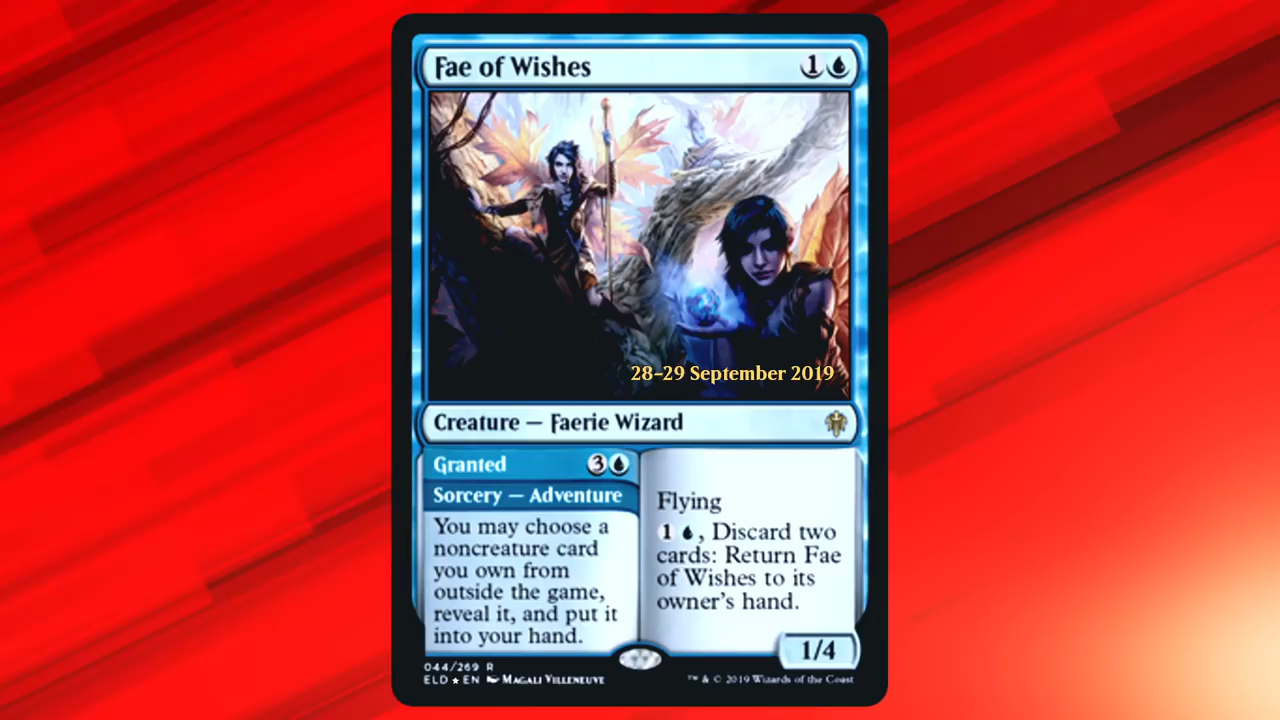 Fae of Wishes 1
28–29 September 2019
Creature — Faerie Wizard
Granted 3
Sorcery — Adventure
You may choose a
noncreature card
you own from
outside the game,
reveal it, and put it
into your hand.
Flying
1 , Discard two
cards: Return Fae
of Wishes to its
owner's hand.
1/4
044/269 R
ELD ★ EN Magali Villeneuve
™ & © 2019 Wizards of the Coast